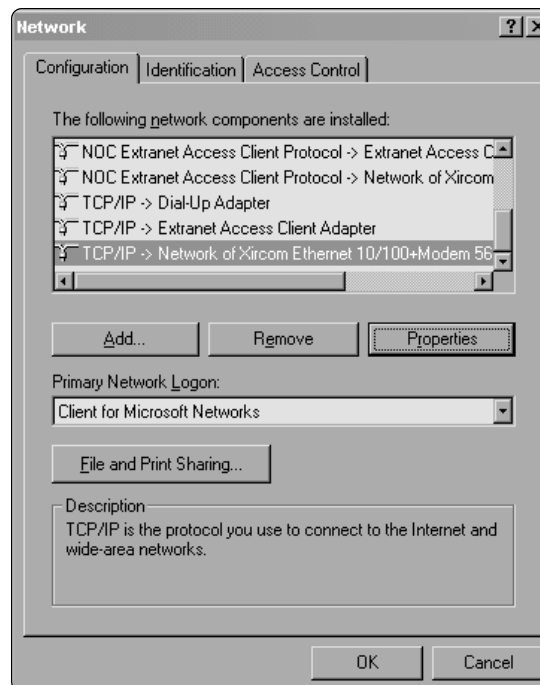 Network
Configuration Identification Access Control
The following network components are installed:
NOC Extranet Access Client Protocol -> Extranet Access C
NOC Extranet Access Client Protocol -> Network of Xircom
TCP/IP -> Dial-Up Adapter
TCP/IP -> Extranet Access Client Adapter
TCP/IP -> Network of Xircom Ethernet 10/100+Modem 56
Add... Remove Properties
Primary Network Logon:
Client for Microsoft Networks
File and Print Sharing...
Description
TCP/IP is the protocol you use to connect to the Internet and
wide-area networks.
OK Cancel